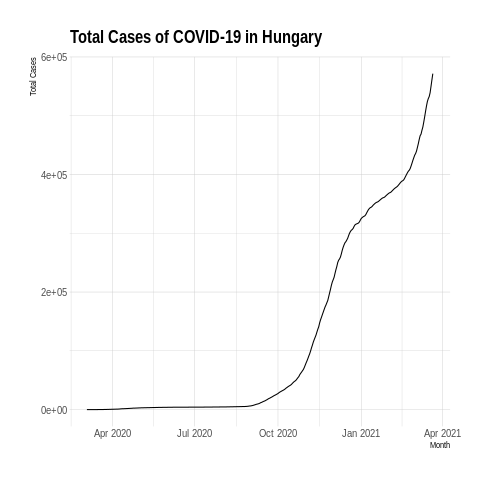 Total Cases of COVID-19 in Hungary
Total Cases
6e+05
4e+05
2e+05
0e+00
Apr 2020 Jul 2020 Oct 2020 Jan 2021 Apr 2021
Month